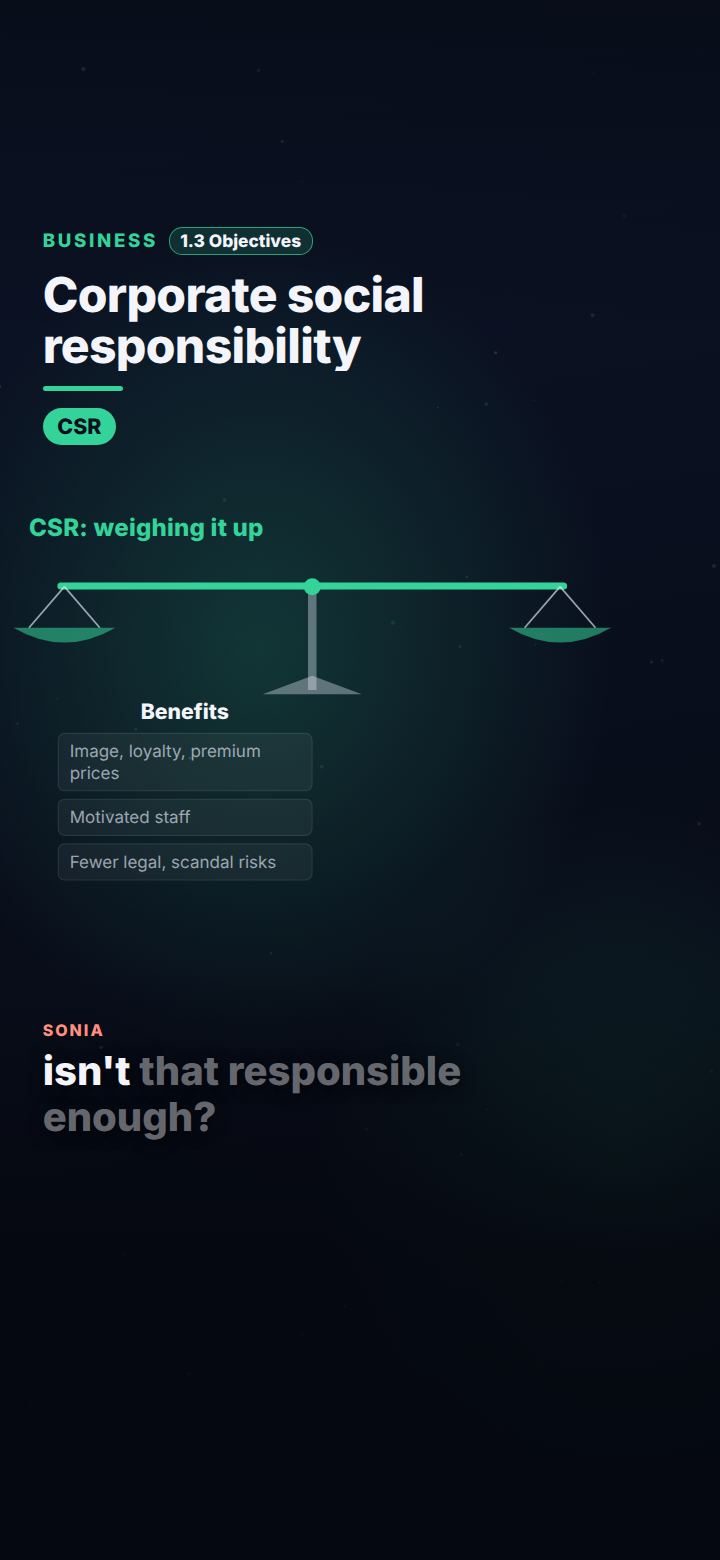 BUSINESS 1.3 Objectives
Corporate social
responsibility
CSR
CSR: weighing it up
Benefits
Image, loyalty, premium
prices
Motivated staff
Fewer legal, scandal risks
SONIA
isn't that responsible
enough?